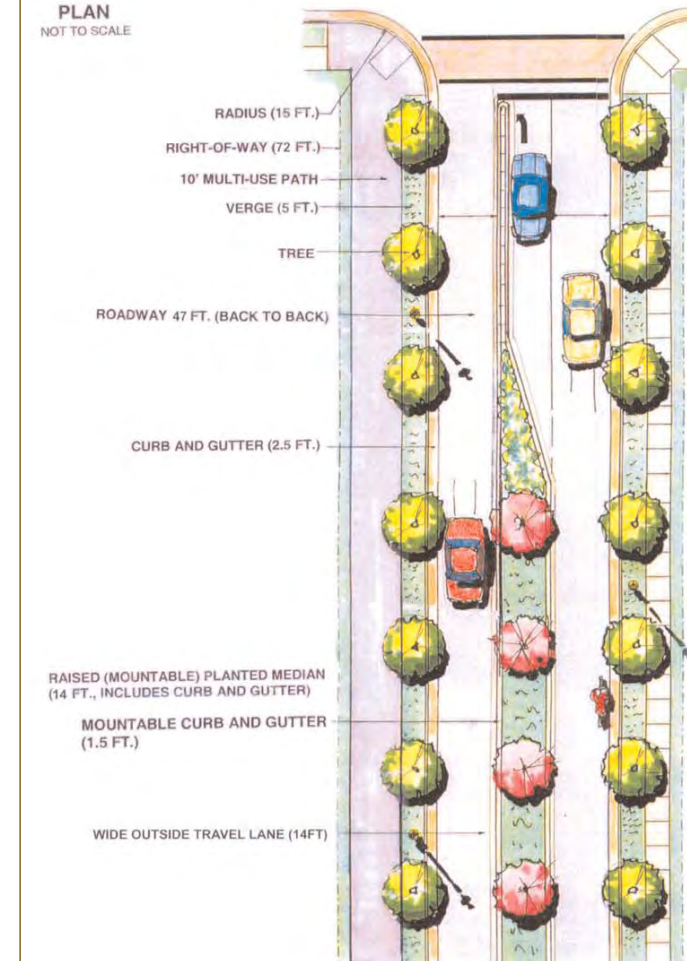 PLAN
NOT TO SCALE
RADIUS (15 FT.)
RIGHT-OF-WAY (72 FT.)
10' MULTI-USE PATH
VERGE (5 FT.)
TREE
ROADWAY 47 FT. (BACK TO BACK)
CURB AND GUTTER (2.5 FT.)
RAISED (MOUNTABLE) PLANTED MEDIAN
(14 FT., INCLUDES CURB AND GUTTER)
MOUNTABLE CURB AND GUTTER
(1.5 FT.)
WIDE OUTSIDE TRAVEL LANE (14FT)